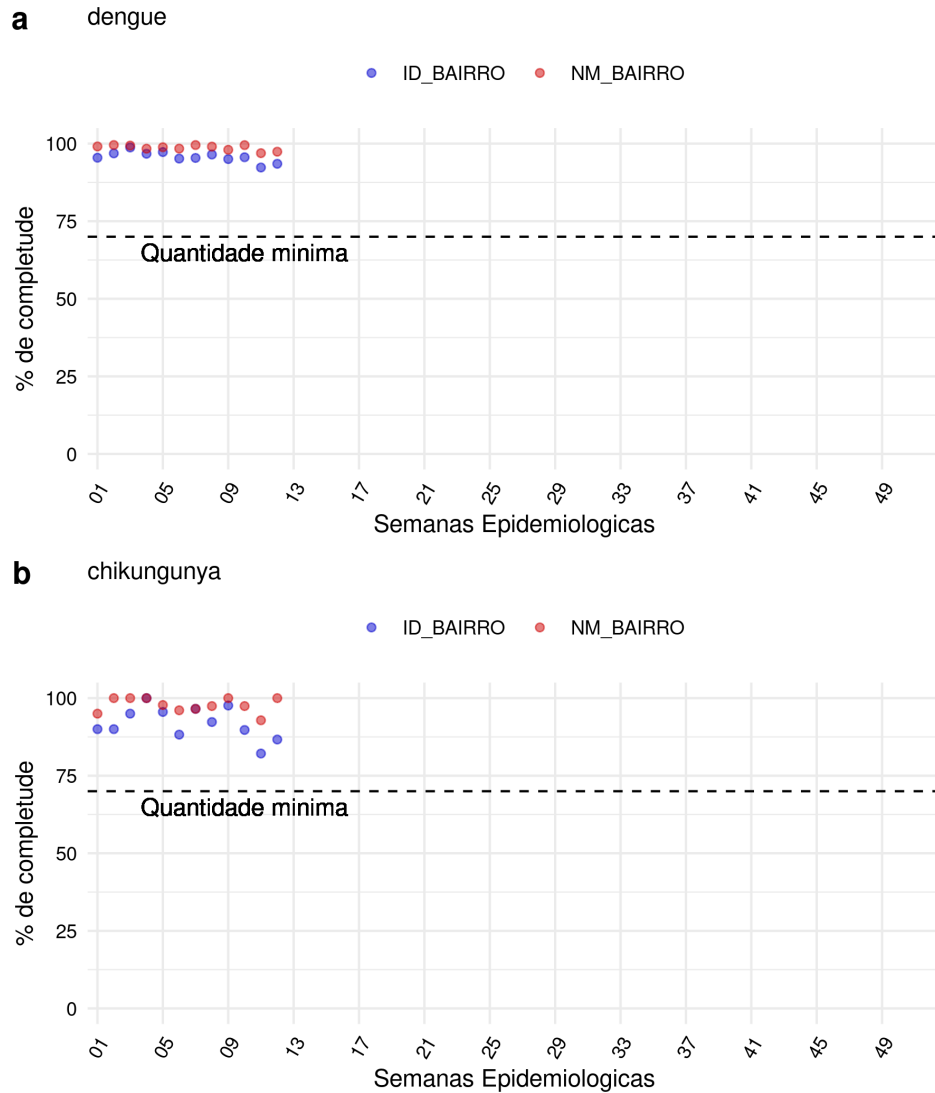 a dengue
ID_BAIRRO NM_BAIRRO
100
75
50
25
0
% de completude
Quantidade minima
01 05 09 13 17 21 25 29 33 37 41 45 49
Semanas Epidemiologicas
b chikungunya
ID_BAIRRO NM_BAIRRO
100
75
50
25
0
% de completude
Quantidade minima
01 05 09 13 17 21 25 29 33 37 41 45 49
Semanas Epidemiologicas